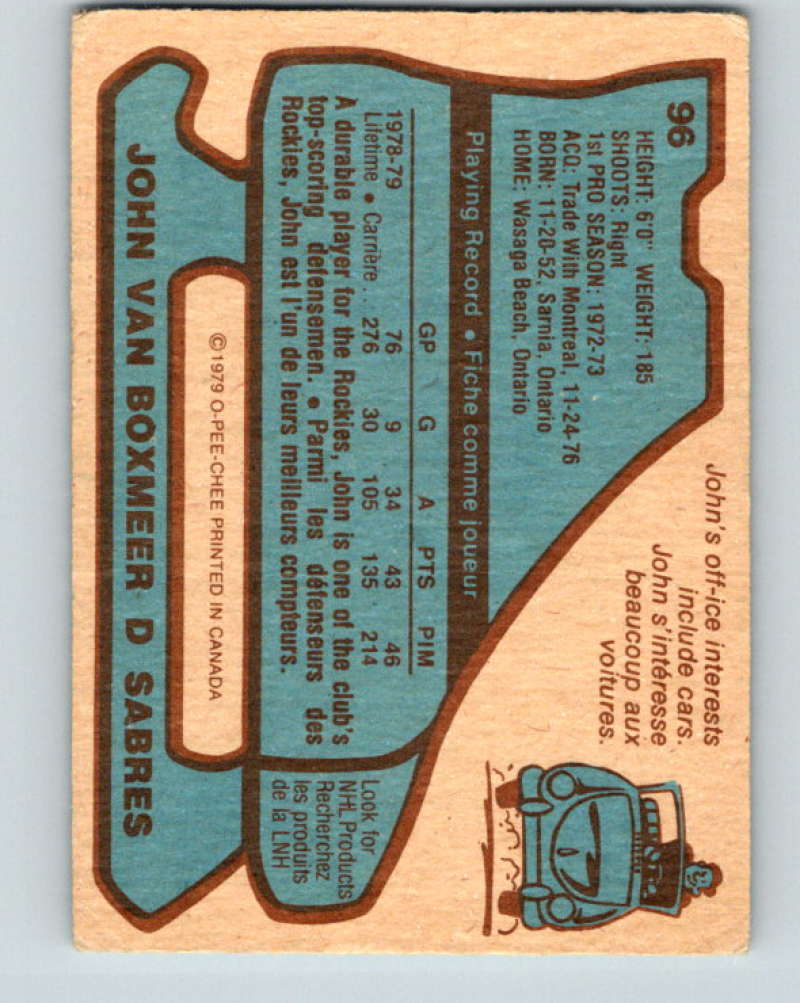 96
HEIGHT: 6'0" WEIGHT: 185
SHOOTS: Right
1st PRO SEASON: 1972-73
ACQ: Trade With Montreal, 11-24-76
BORN: 11-20-52, Sarnia, Ontario
HOME: Wasaga Beach, Ontario
John's off-ice interests
include cars.
John s'intéresse
beaucoup aux
voitures.
Playing Record • Fiche comme joueur
GP G A PTS PIM
1978-79 76 9 34 43 46
Lifetime • Carrière .. 276 30 105 135 214
A durable player for the Rockies, John is one of the club's
top-scoring defensemen. • Parmi les défenseurs des
Rockies, John est l'un de leurs meilleurs compteurs.
Look for
NHL Products
Recherchez
les produits
de la LNH
©1979 O-PEE-CHEE PRINTED IN CANADA
JOHN VAN BOXMEER D SABRES